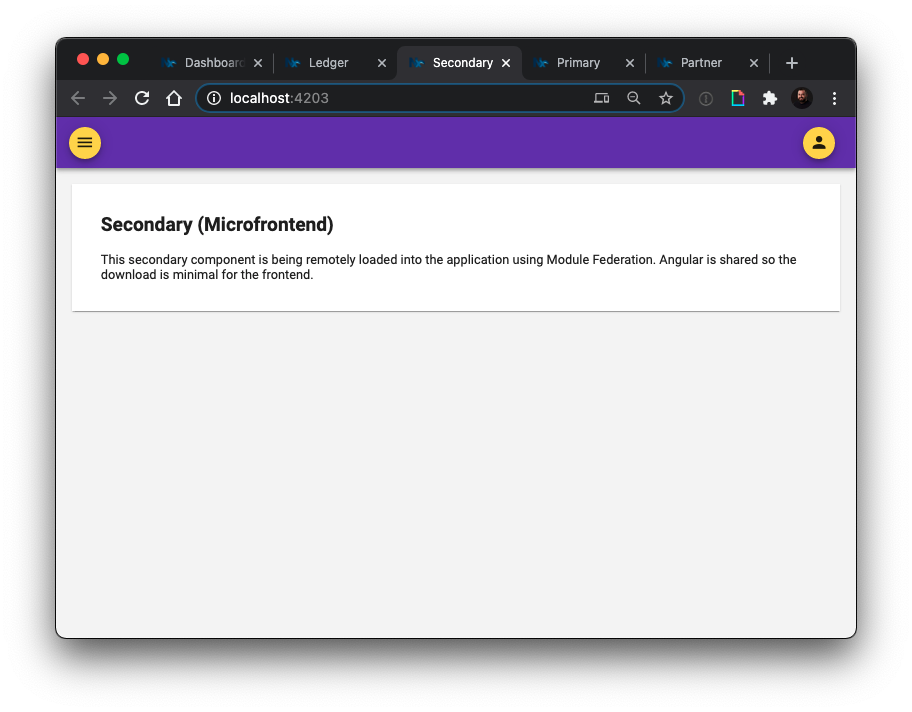 Dashboard
Ledger
Secondary
Primary
Partner
localhost:4203
Secondary (Microfrontend)
This secondary component is being remotely loaded into the application using Module Federation. Angular is shared so the
download is minimal for the frontend.